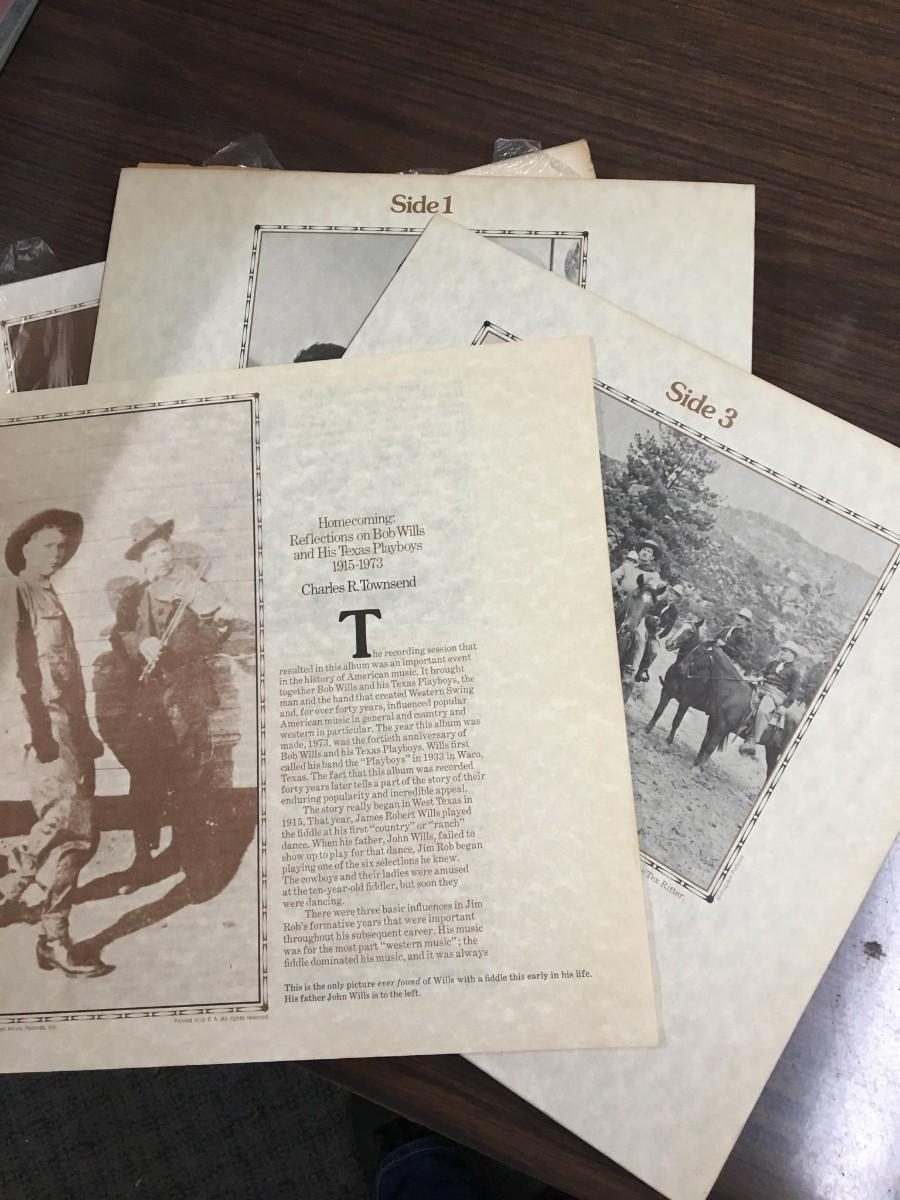 Side 1
Side 3
Homecoming:
Reflections on Bob Wills
and His Texas Playboys
1915-1973
Charles R. Townsend
The recording session that
resulted in this album was an important event
in the history of American music. It brought
together Bob Wills and his Texas Playboys, the
man and the band that created Western Swing
and, for over forty years, influenced popular
American music in general and country and
western in particular. The year this album was
made, 1973, was the fortieth anniversary of
Bob Wills and his Texas Playboys. Wills first
called his band the "Playboys" in 1933 in Waco,
Texas. The fact that this album was recorded
forty years later tells a part of the story of their
enduring popularity and incredible appeal.
The story really began in West Texas in
1915. That year, James Robert Wills played
the fiddle at his first "country" or "ranch"
dance. When his father, John Wills, failed to
show up to play for that dance, Jim Rob began
playing one of the six selections he knew.
The cowboys and their ladies were amused
at the ten-year-old fiddler, but soon they
were dancing.
There were three basic influences in Jim
Rob's formative years that were important
throughout his subsequent career. His music
was for the most part "western music"; the
fiddle dominated his music, and it was always
This is the only picture ever found of Wills with a fiddle this early in his life.
His father John Wills is to the left.
Records, Inc.
Printed in U.S.A. All rights reserved
Tex Ritter.